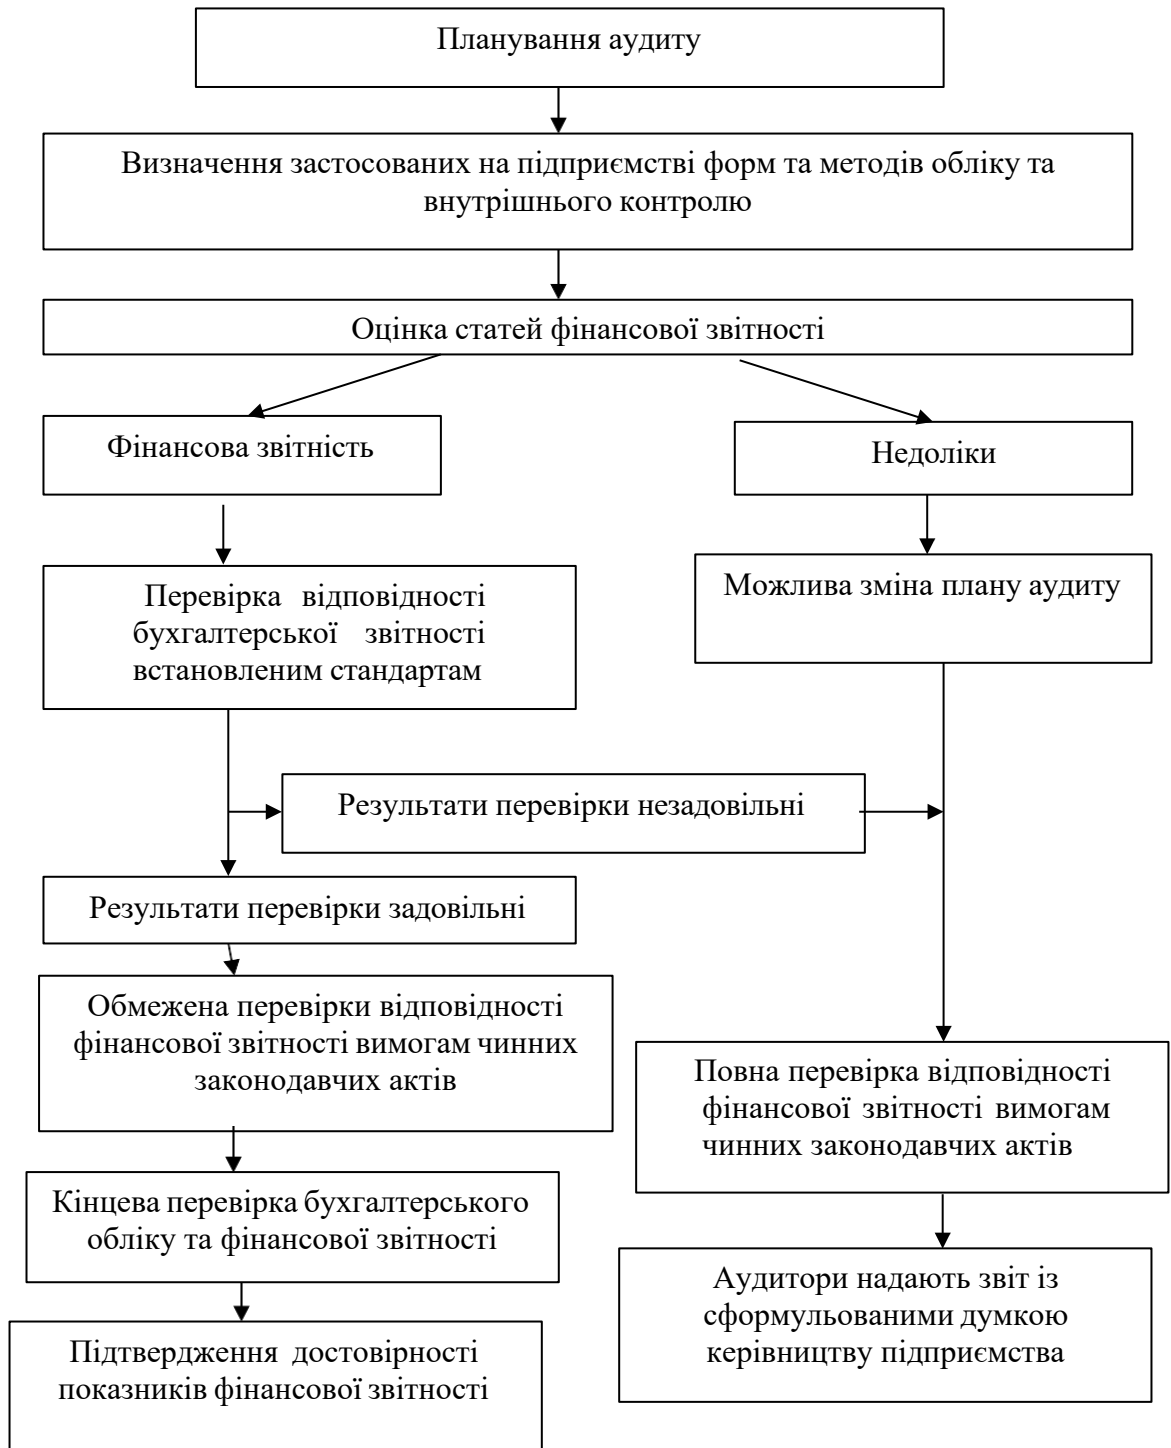 Планування аудиту
Визначення застосованих на підприємстві форм та методів обліку та
внутрішнього контролю
Оцінка статей фінансової звітності
Фінансова звітність
Недоліки
Перевірка відповідності
бухгалтерської звітності
встановленим стандартам
Можлива зміна плану аудиту
Результати перевірки незадовільні
Результати перевірки задовільні
Обмежена перевірки відповідності
фінансової звітності вимогам чинних
законодавчих актів
Повна перевірка відповідності
фінансової звітності вимогам
чинних законодавчих актів
Кінцева перевірка бухгалтерського
обліку та фінансової звітності
Аудитори надають звіт із
сформульованими думкою
керівництву підприємства
Підтвердження достовірності
показників фінансової звітності